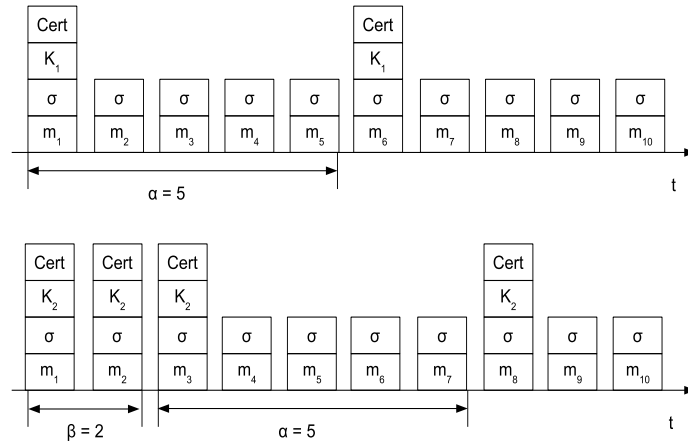 Cert Cert
K1 K1
σ σ σ σ σ σ σ σ σ σ
m1 m2 m3 m4 m5 m6 m7 m8 m9 m10
α = 5
t
Cert Cert Cert Cert
K2 K2 K2 K2
σ σ σ σ σ σ σ σ σ σ
m1 m2 m3 m4 m5 m6 m7 m8 m9 m10
β = 2
α = 5
t